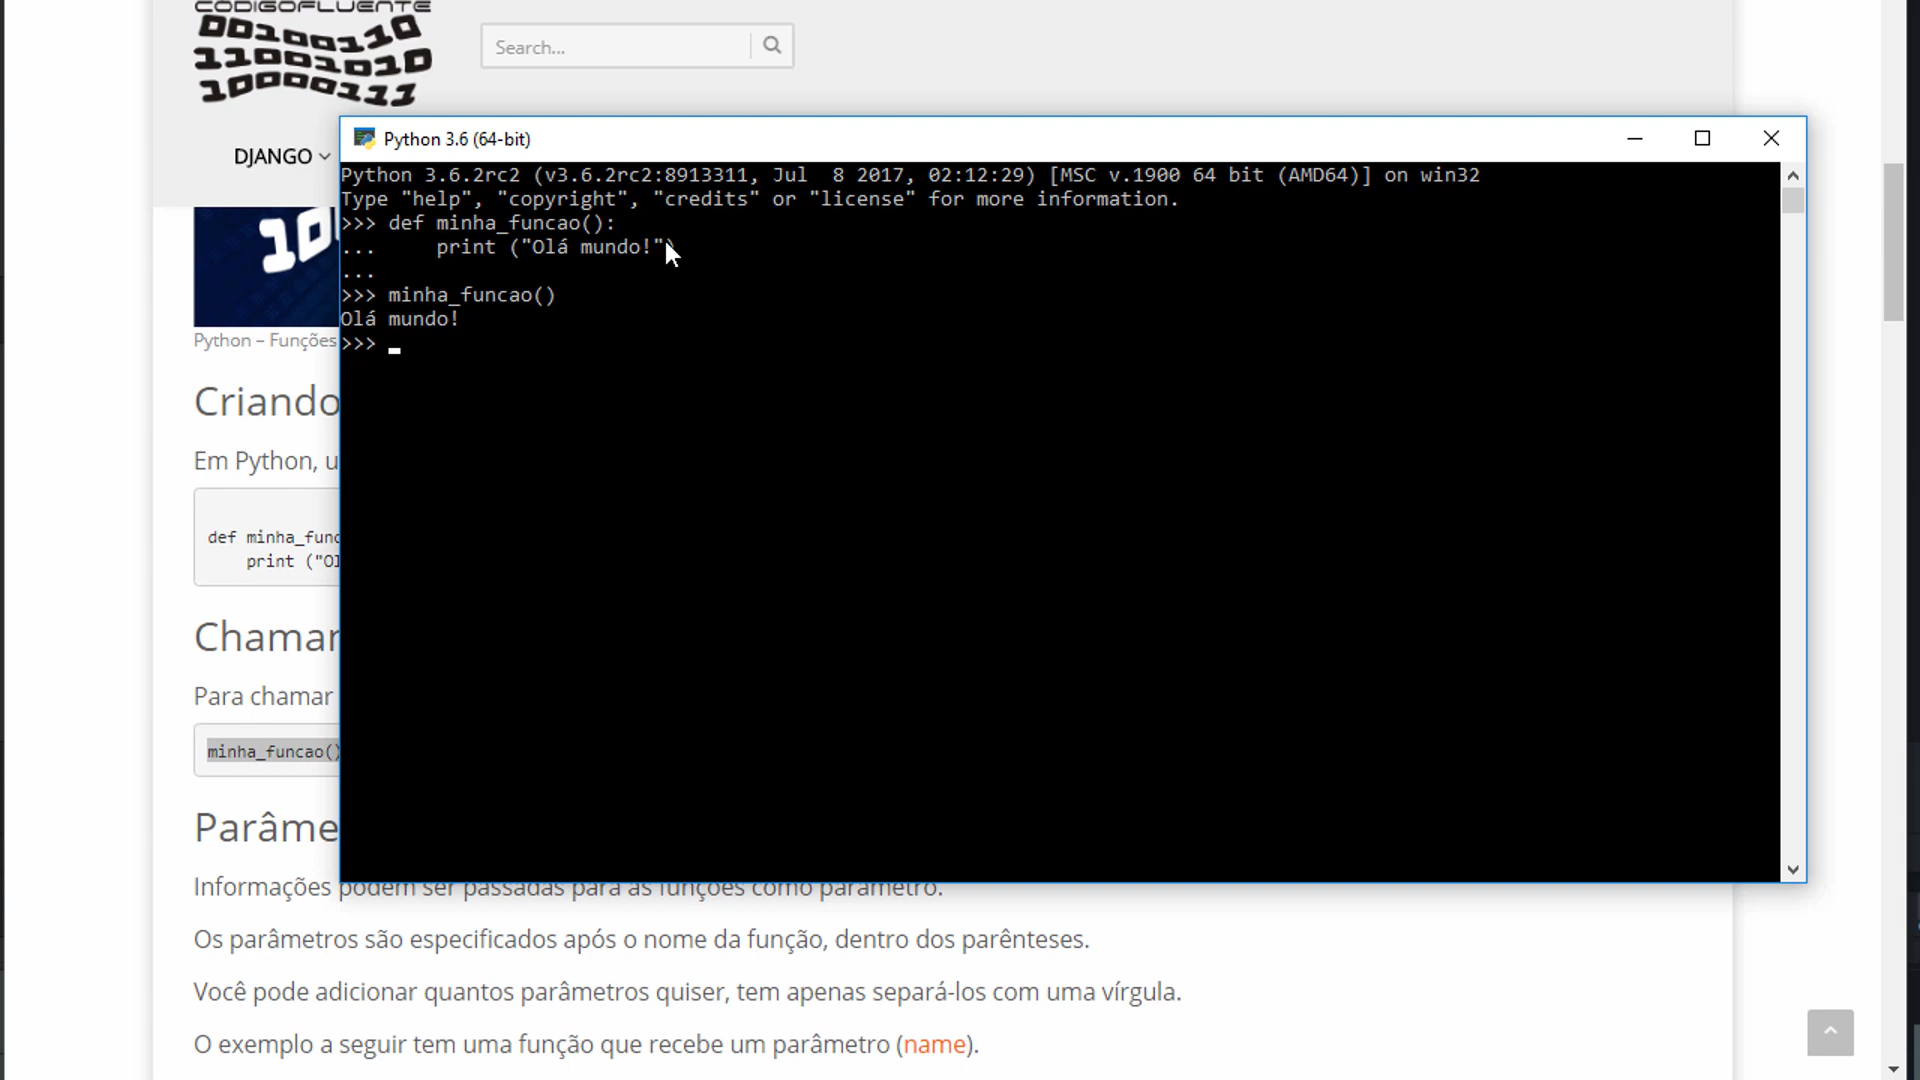 CODIGOFLUENTE
00100110
11001010
10000111
Search...
DJANGO
Python – Funções
Criando
Em Python, u
def minha_func
print ("Ol
Chamar
Para chamar
minha_funcao()
Parâme
Informações podem ser passadas para as funções como parâmetro.
Os parâmetros são especificados após o nome da função, dentro dos parênteses.
Você pode adicionar quantos parâmetros quiser, tem apenas separá-los com uma vírgula.
O exemplo a seguir tem uma função que recebe um parâmetro (name).
Python 3.6 (64-bit)
Python 3.6.2rc2 (v3.6.2rc2:8913311, Jul  8 2017, 02:12:29) [MSC v.1900 64 bit (AMD64)] on win32
Type "help", "copyright", "credits" or "license" for more information.
>>> def minha_funcao():
...     print ("Olá mundo!")
...
>>> minha_funcao()
Olá mundo!
>>>